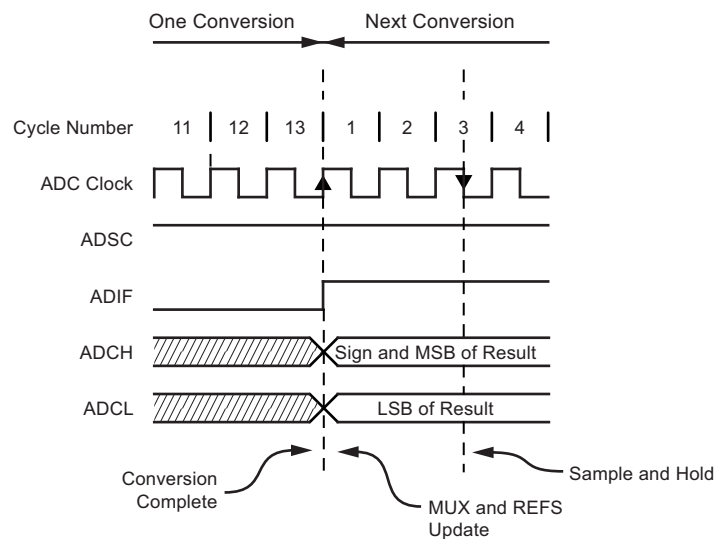 One Conversion Next Conversion
Cycle Number 11 12 13 1 2 3 4
ADC Clock
ADSC
ADIF
ADCH Sign and MSB of Result
ADCL LSB of Result
Conversion
Complete
MUX and REFS
Update
Sample and Hold